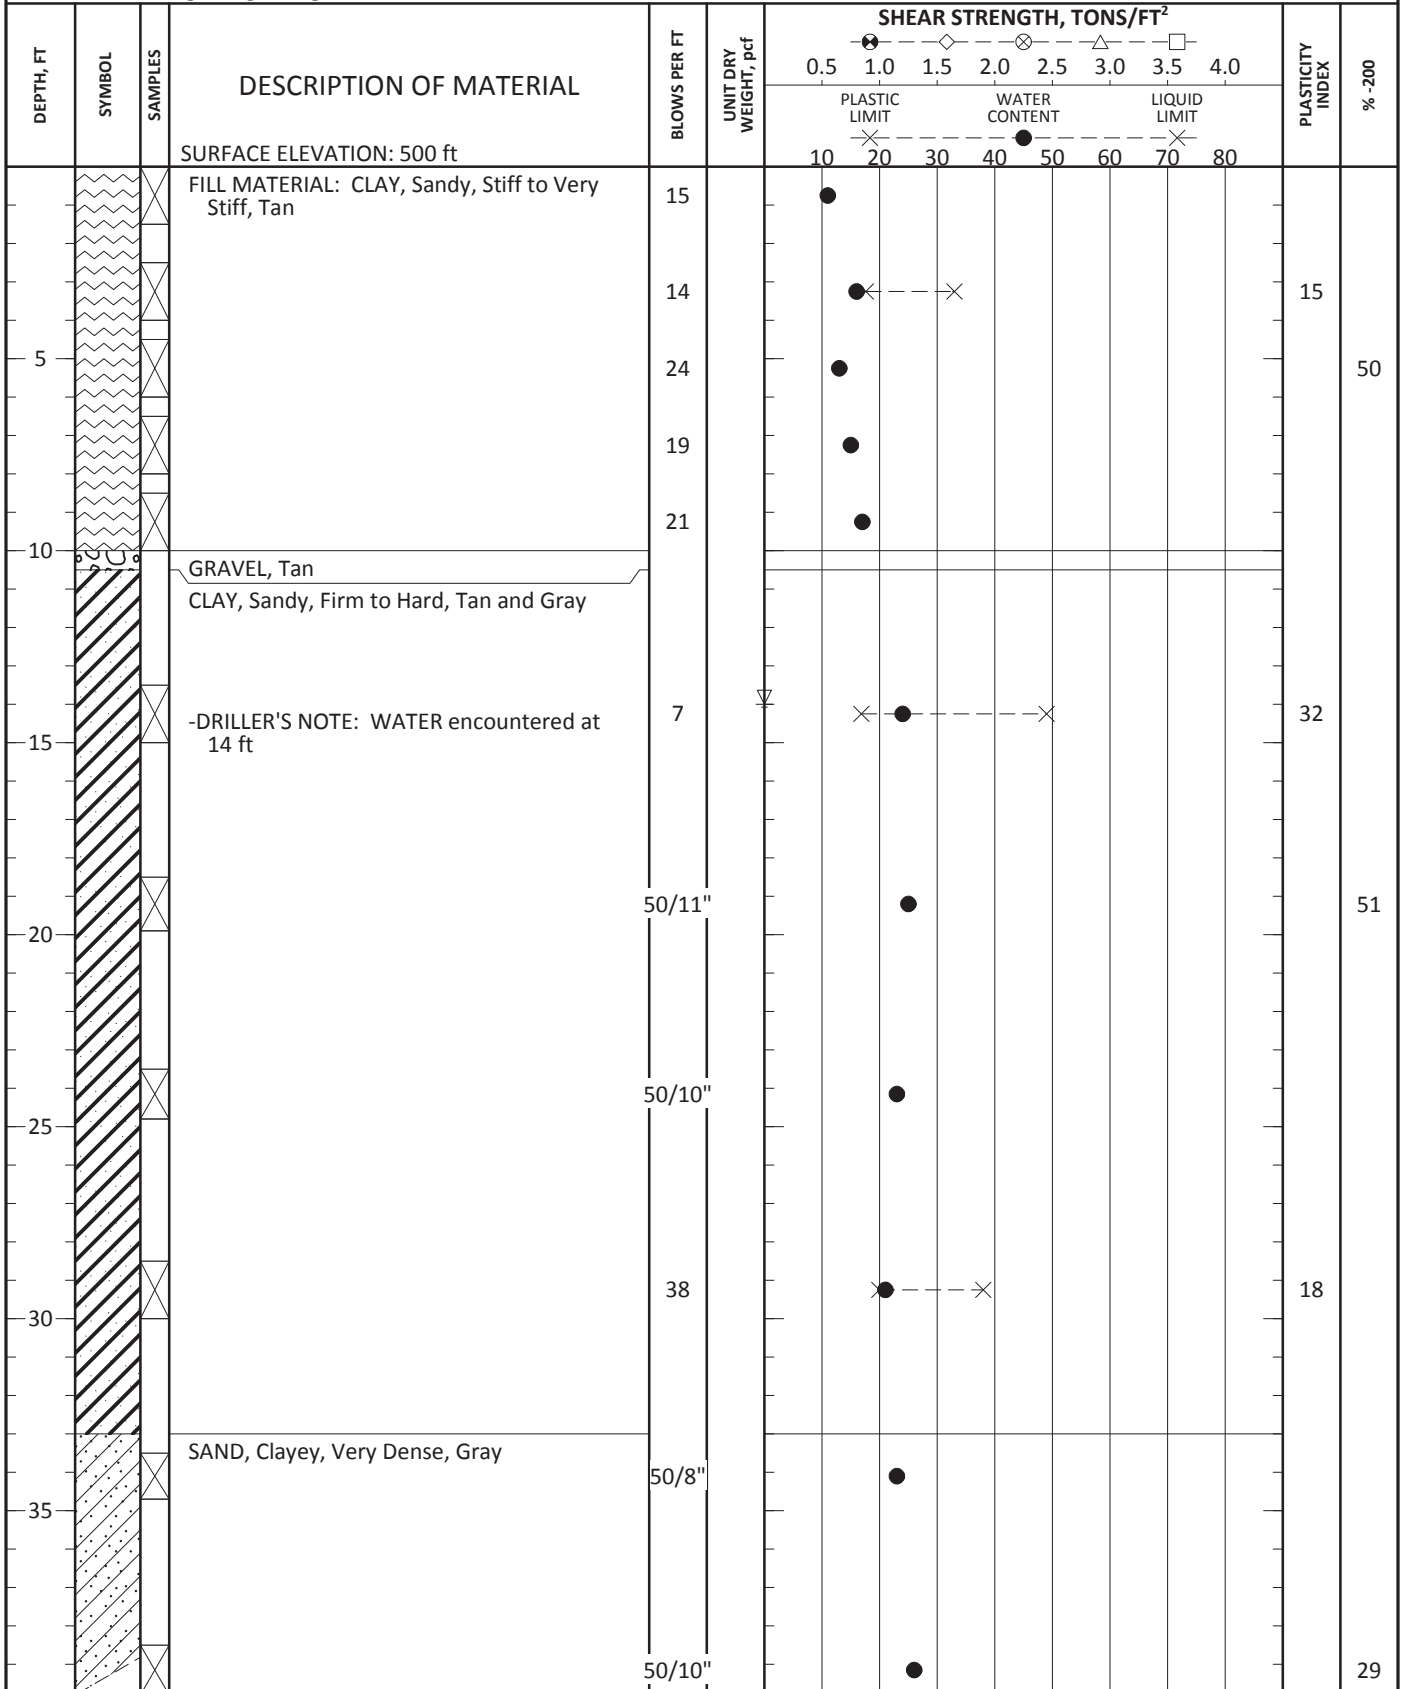 DEPTH, FT
SYMBOL
SAMPLES
DESCRIPTION OF MATERIAL
SURFACE ELEVATION: 500 ft
BLOWS PER FT
UNIT DRY
WEIGHT, pcf
SHEAR STRENGTH, TONS/FT²
0.5 1.0 1.5 2.0 2.5 3.0 3.5 4.0
PLASTIC
LIMIT
WATER
CONTENT
LIQUID
LIMIT
10 20 30 40 50 60 70 80
PLASTICITY
INDEX
% -200
FILL MATERIAL: CLAY, Sandy, Stiff to Very
Stiff, Tan
15
14 15
5 24 50
19
21
10
GRAVEL, Tan
CLAY, Sandy, Firm to Hard, Tan and Gray
-DRILLER'S NOTE: WATER encountered at
14 ft
7 32
15
50/11" 51
20
50/10"
25
38 18
30
SAND, Clayey, Very Dense, Gray
50/8"
35
50/10" 29